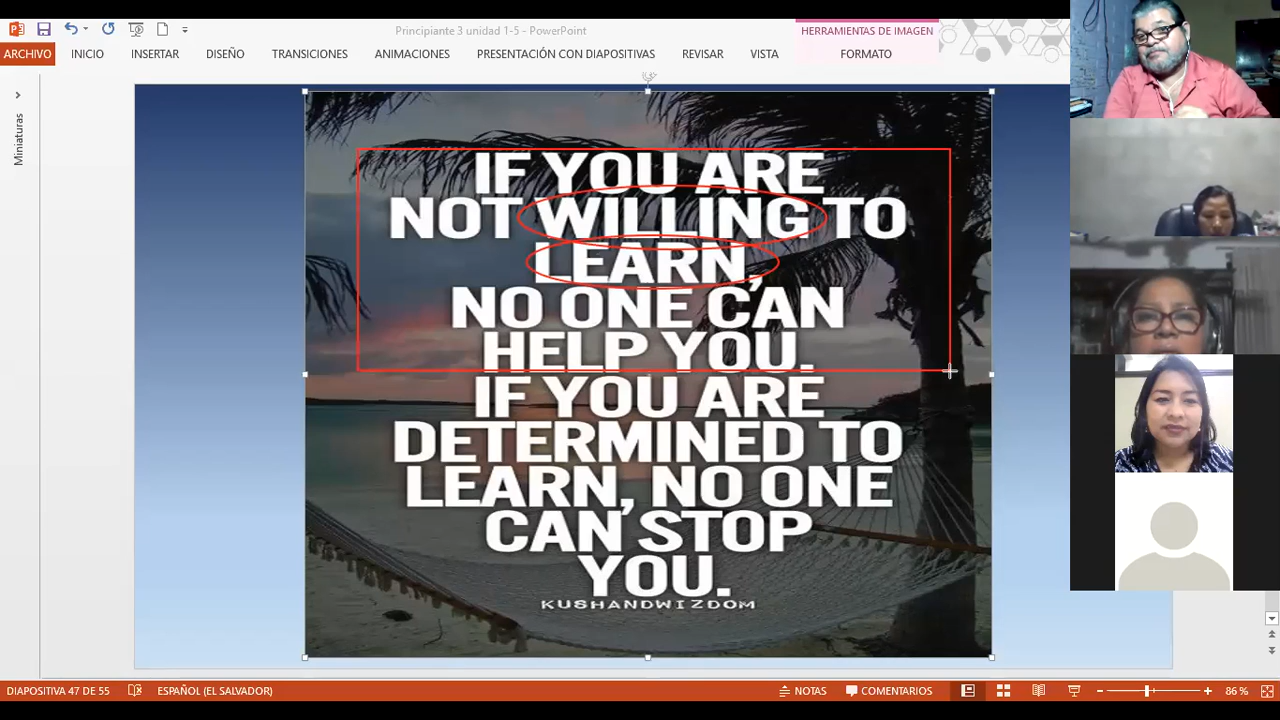 Principiante 3 unidad 1-5 - PowerPoint
HERRAMIENTAS DE IMAGEN
ARCHIVO INICIO INSERTAR DISEÑO TRANSICIONES ANIMACIONES PRESENTACIÓN CON DIAPOSITIVAS REVISAR VISTA FORMATO
Miniaturas
IF YOU ARE
NOT WILLING TO
LEARN,
NO ONE CAN
HELP YOU.
IF YOU ARE
DETERMINED TO
LEARN, NO ONE
CAN STOP
YOU.
KUSHANDWIZDOM
DIAPOSITIVA 47 DE 55 ESPAÑOL (EL SALVADOR) NOTAS COMENTARIOS 86 %